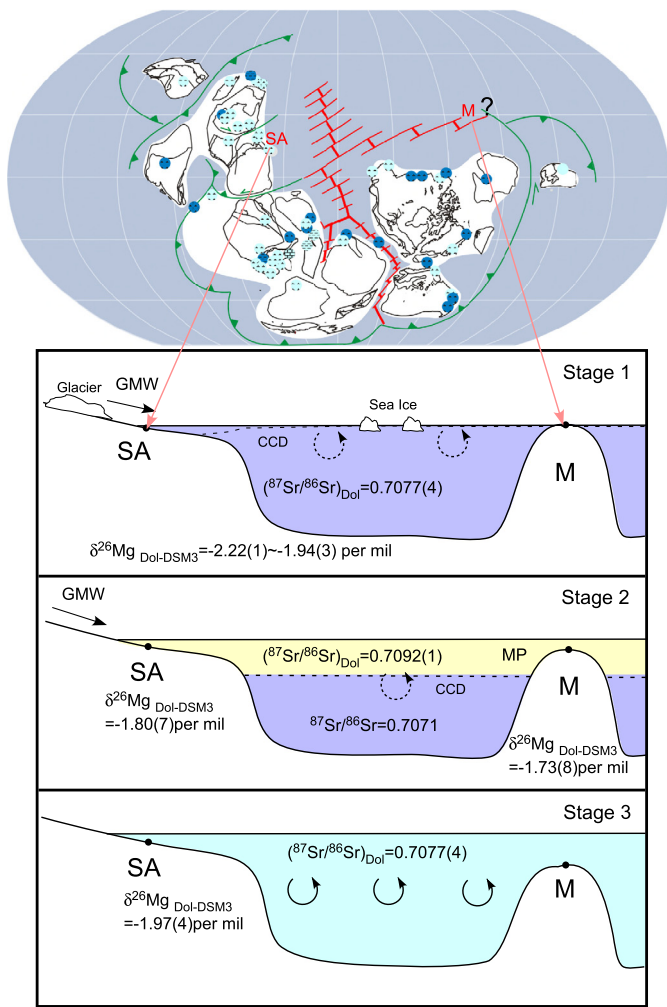 M ?
SA
Stage 1
Glacier GMW
Sea Ice
SA
CCD
M
(⁸⁷Sr/⁸⁶Sr)Dol=0.7077(4)
δ²⁶Mg Dol-DSM3=-2.22(1)~-1.94(3) per mil
Stage 2
GMW
SA
(⁸⁷Sr/⁸⁶Sr)Dol=0.7092(1) MP
M
CCD
δ²⁶Mg Dol-DSM3
=-1.80(7)per mil
⁸⁷Sr/⁸⁶Sr=0.7071
δ²⁶Mg Dol-DSM3
=-1.73(8)per mil
Stage 3
SA
(⁸⁷Sr/⁸⁶Sr)Dol=0.7077(4)
M
δ²⁶Mg Dol-DSM3
=-1.97(4)per mil